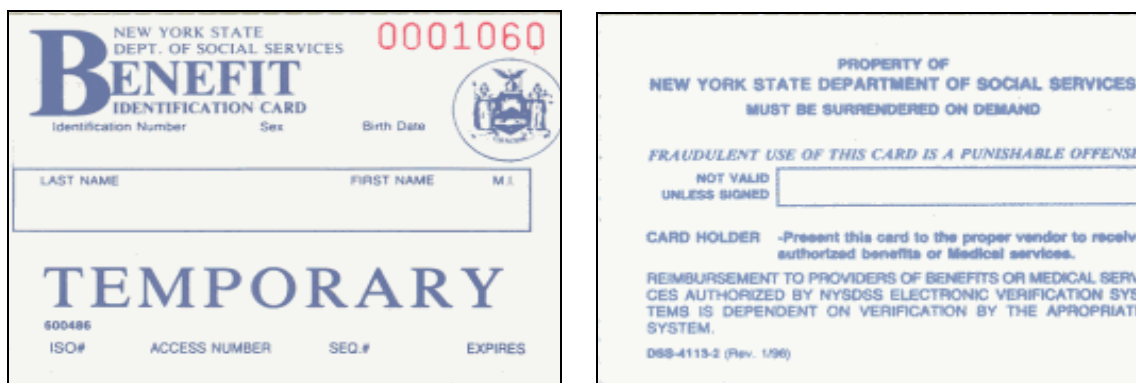 NEW YORK STATE
DEPT. OF SOCIAL SERVICES
0001060
BENEFIT
IDENTIFICATION CARD
Identification Number Sex Birth Date
LAST NAME FIRST NAME M.I.
TEMPORARY
600486
ISO# ACCESS NUMBER SEQ.# EXPIRES
PROPERTY OF
NEW YORK STATE DEPARTMENT OF SOCIAL SERVICES
MUST BE SURRENDERED ON DEMAND
FRAUDULENT USE OF THIS CARD IS A PUNISHABLE OFFENSE
NOT VALID
UNLESS SIGNED
CARD HOLDER -Present this card to the proper vendor to receiv
authorized benefits or Medical services.
REIMBURSEMENT TO PROVIDERS OF BENEFITS OR MEDICAL SERV
CES AUTHORIZED BY NYSDSS ELECTRONIC VERIFICATION SYS
TEMS IS DEPENDENT ON VERIFICATION BY THE APROPRIAT
SYSTEM.
DSS-4113-2 (Rev. 1/96)